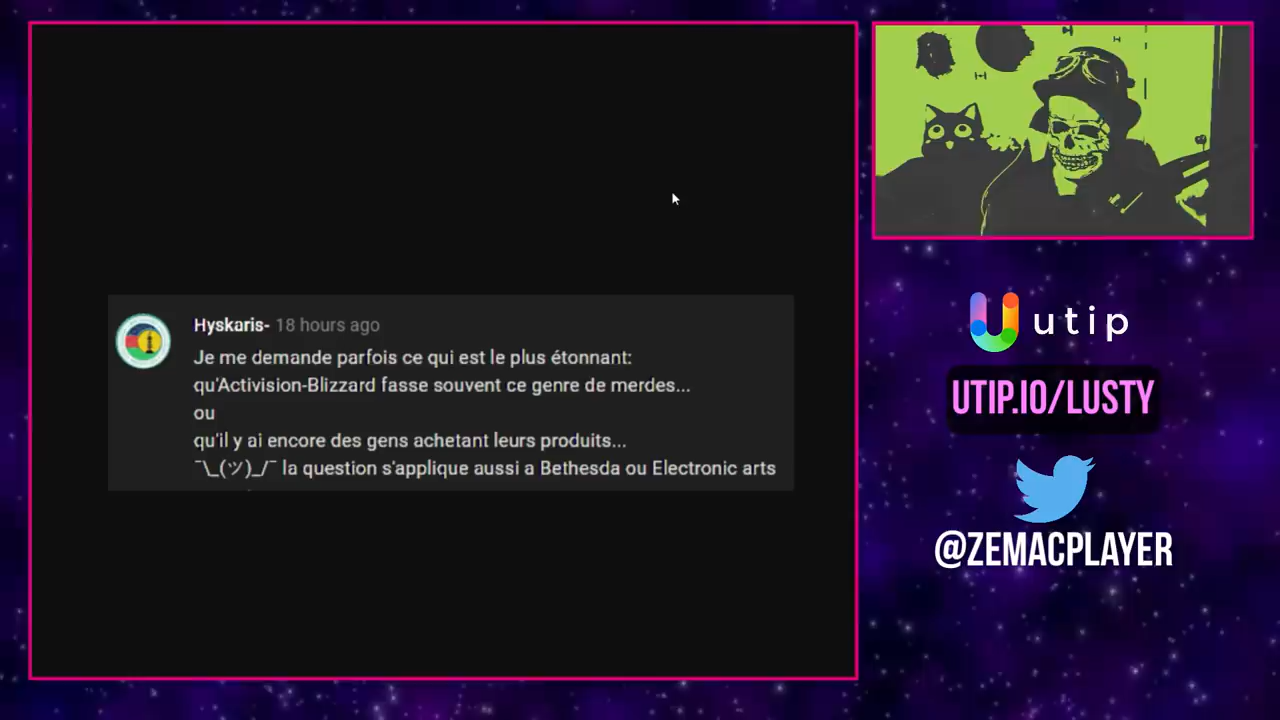 Hyskaris- 18 hours ago
Je me demande parfois ce qui est le plus étonnant:
qu'Activision-Blizzard fasse souvent ce genre de merdes...
ou
qu'il y ai encore des gens achetant leurs produits...
¯\_(ツ)_/¯ la question s'applique aussi a Bethesda ou Electronic arts
utip
UTIP.IO/LUSTY
@ZEMACPLAYER